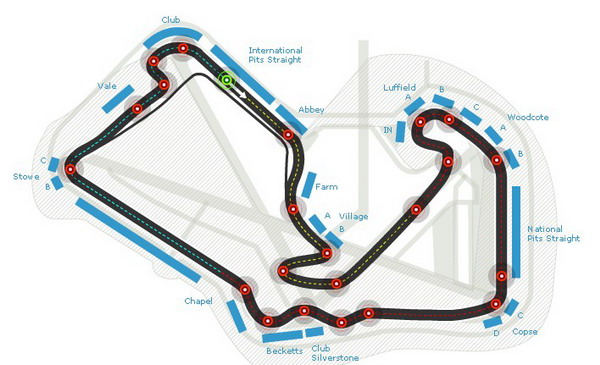 Club
International
Pits Straight
Vale
Abbey
Luffield
A
B
C
A
B
Woodcote
IN
Stowe
C
B
Farm
A
Village
B
National
Pits Straight
Chapel
Becketts
Club
Silverstone
D
C
Copse